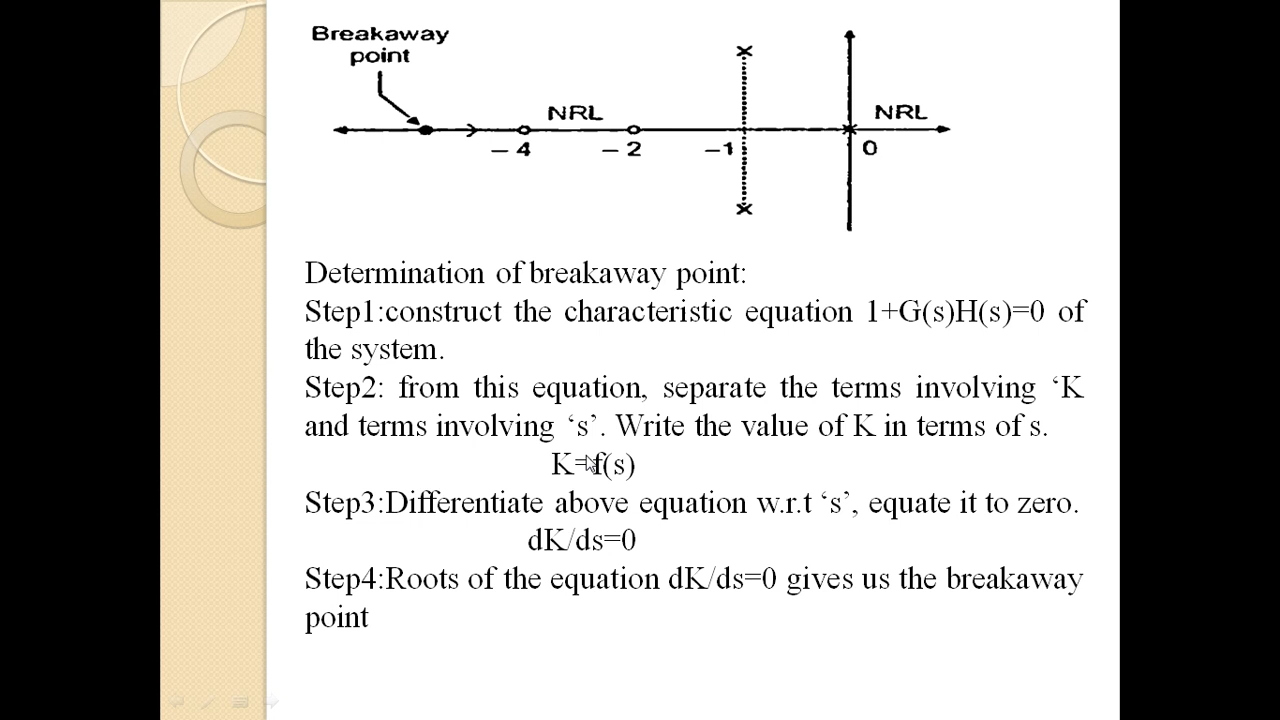 Breakaway
point
NRL
NRL
– 4
– 2
–1
0
Determination of breakaway point:
Step1:construct the characteristic equation 1+G(s)H(s)=0 of
the system.
Step2: from this equation, separate the terms involving ‘K
and terms involving ‘s’. Write the value of K in terms of s.
K=f(s)
Step3:Differentiate above equation w.r.t ‘s’, equate it to zero.
dK/ds=0
Step4:Roots of the equation dK/ds=0 gives us the breakaway
point